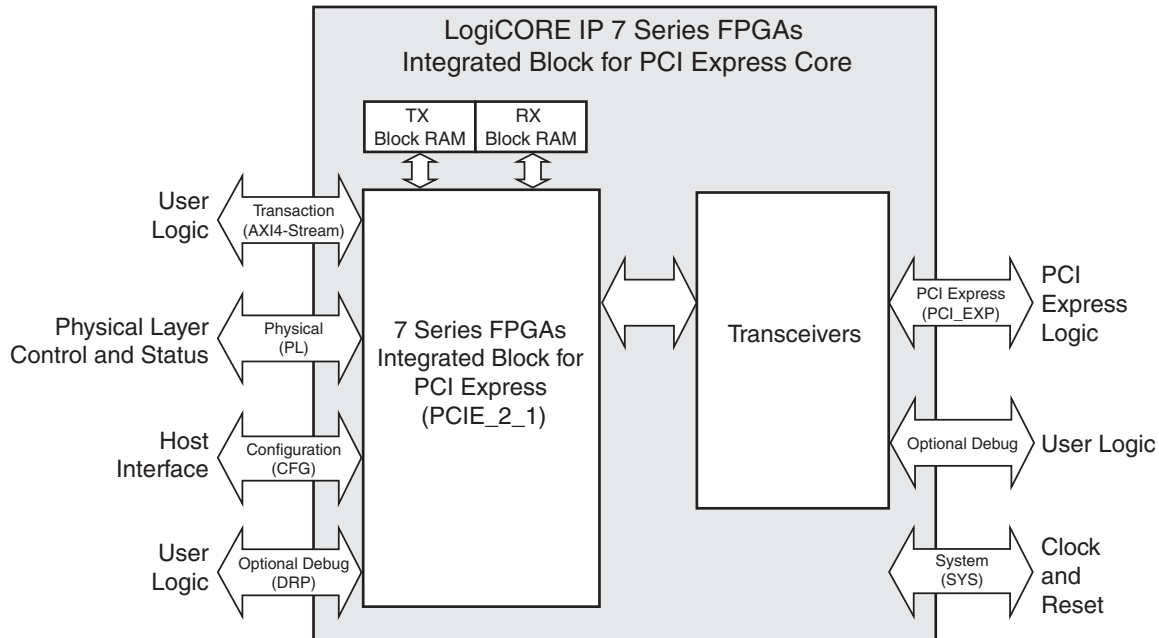 LogiCORE IP 7 Series FPGAs
Integrated Block for PCI Express Core
TX
Block RAM
RX
Block RAM
User
Logic
Transaction
(AXI4-Stream)
Physical Layer
Control and Status
Physical
(PL)
Host
Interface
Configuration
(CFG)
User
Logic
Optional Debug
(DRP)
7 Series FPGAs
Integrated Block for
PCI Express
(PCIE_2_1)
Transceivers
PCI Express
(PCI_EXP)
PCI
Express
Logic
Optional Debug
User Logic
System
(SYS)
Clock
and
Reset